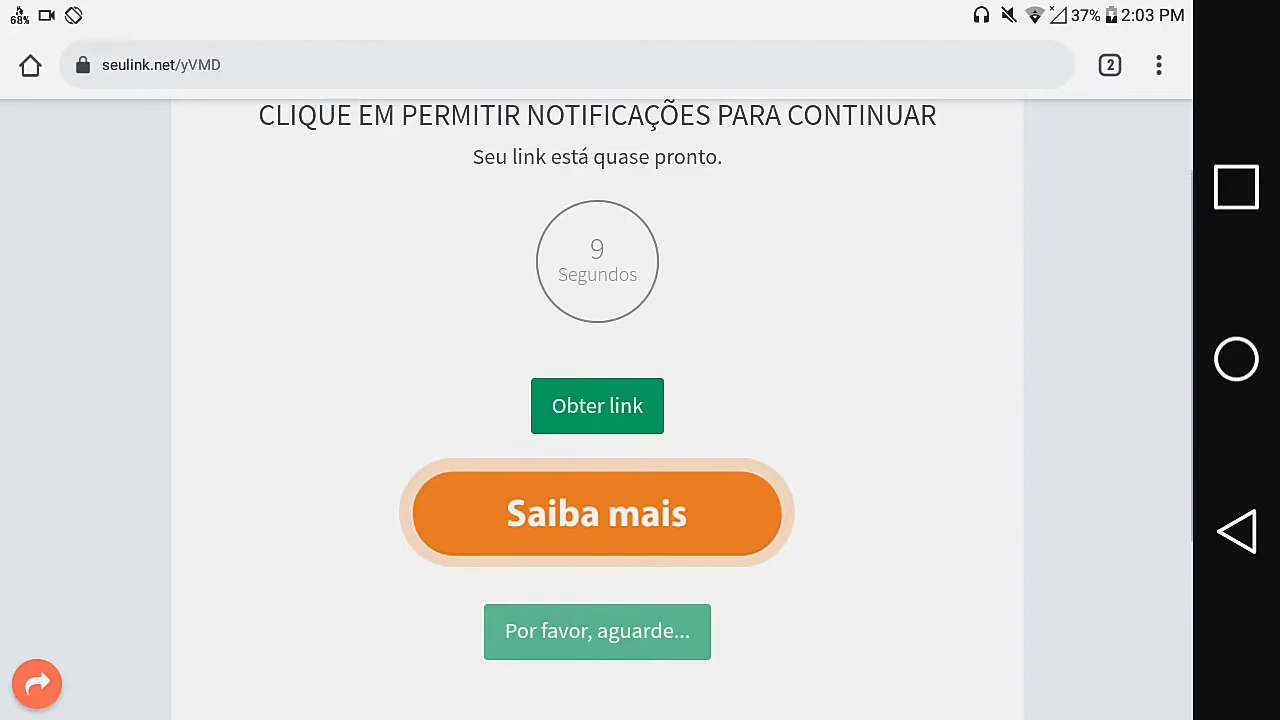 68%
37%
2:03 PM
seulink.net/yVMD
2
CLIQUE EM PERMITIR NOTIFICAÇÕES PARA CONTINUAR
Seu link está quase pronto.
9
Segundos
Obter link
Saiba mais
Por favor, aguarde...